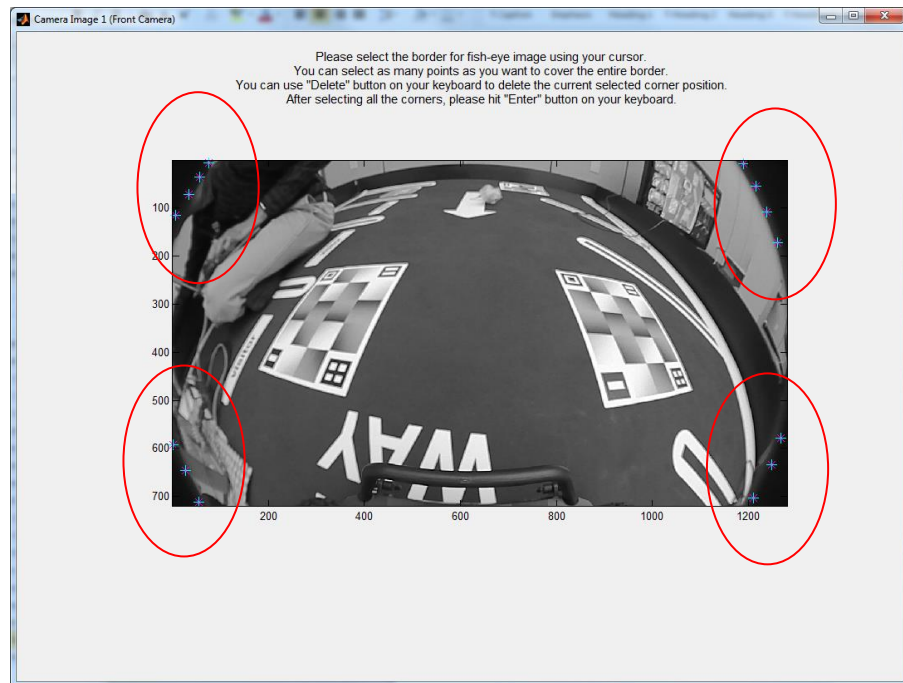 Camera Image 1 (Front Camera)
Please select the border for fish-eye image using your cursor.
You can select as many points as you want to cover the entire border.
You can use "Delete" button on your keyboard to delete the current selected corner position.
After selecting all the corners, please hit "Enter" button on your keyboard.
100
200
300
400
500
600
700
visitor
WAY
200
400
600
800
1000
1200